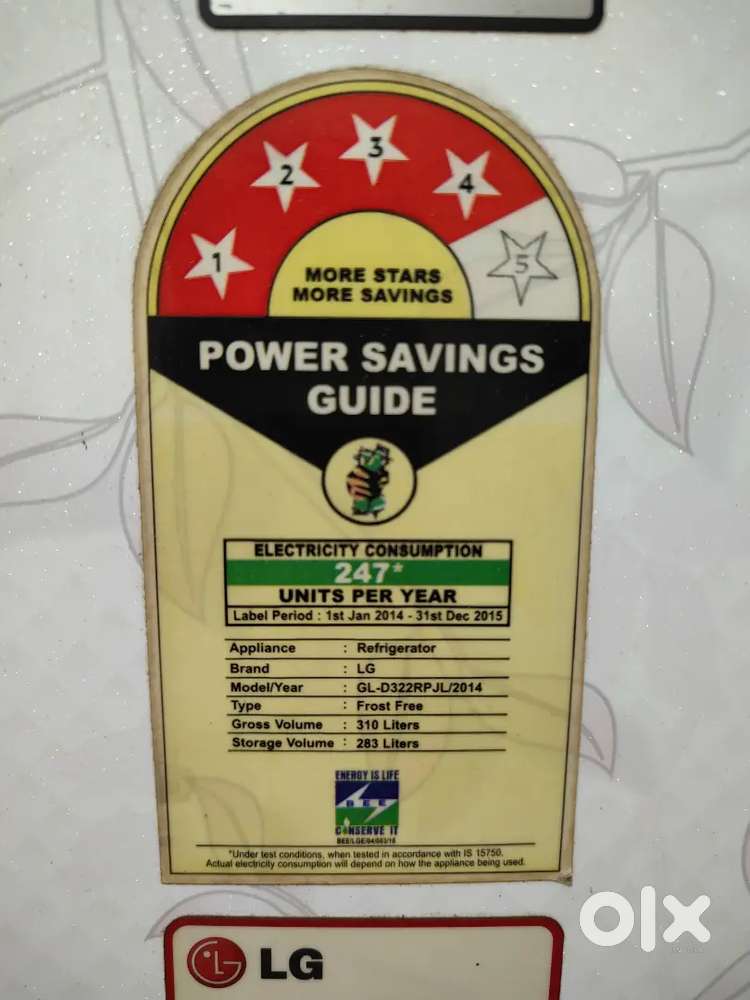 1 2 3 4 5
MORE STARS
MORE SAVINGS
POWER SAVINGS
GUIDE
ELECTRICITY CONSUMPTION
247*
UNITS PER YEAR
Label Period : 1st Jan 2014 - 31st Dec 2015
Appliance : Refrigerator
Brand : LG
Model/Year : GL-D322RPJL/2014
Type : Frost Free
Gross Volume : 310 Liters
Storage Volume : 283 Liters
ENERGY IS LIFE
BEE
CONSERVE IT
*Under test conditions, when tested in accordance with IS 15750.
Actual electricity consumption will depend on how the appliance being used.
olx
LG